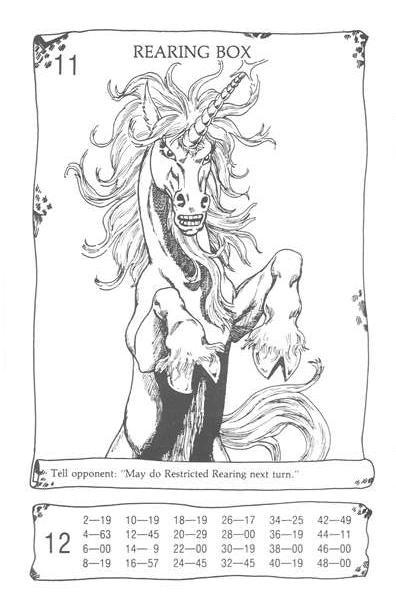 REARING BOX
11
Tell opponent: "May do Restricted Rearing next turn."
12
2—19 10—19 18—19 26—17 34—25 42—49
4—63 12—45 20—29 28—00 36—19 44—11
6—00 14— 9 22—00 30—19 38—00 46—00
8—19 16—57 24—45 32—45 40—19 48—00